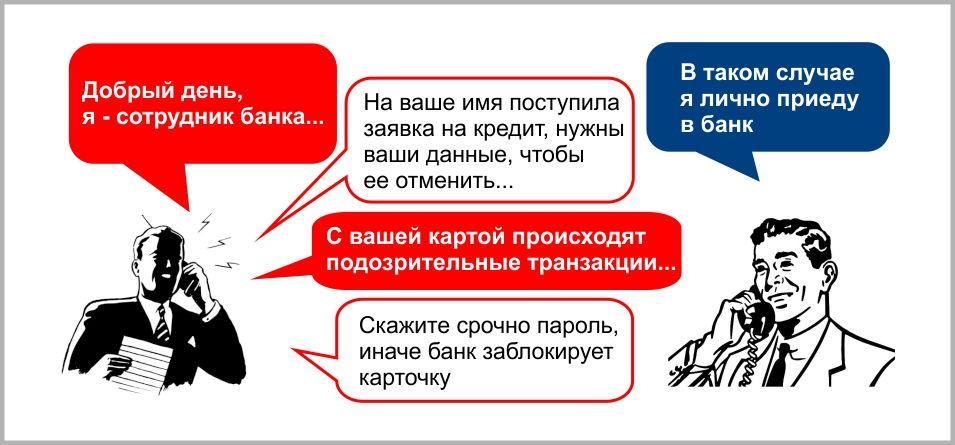 Добрый день,
я - сотрудник банка...
На ваше имя поступила
заявка на кредит, нужны
ваши данные, чтобы
ее отменить...
С вашей картой происходят
подозрительные транзакции...
Скажите срочно пароль,
иначе банк заблокирует
карточку
В таком случае
я лично приеду
в банк